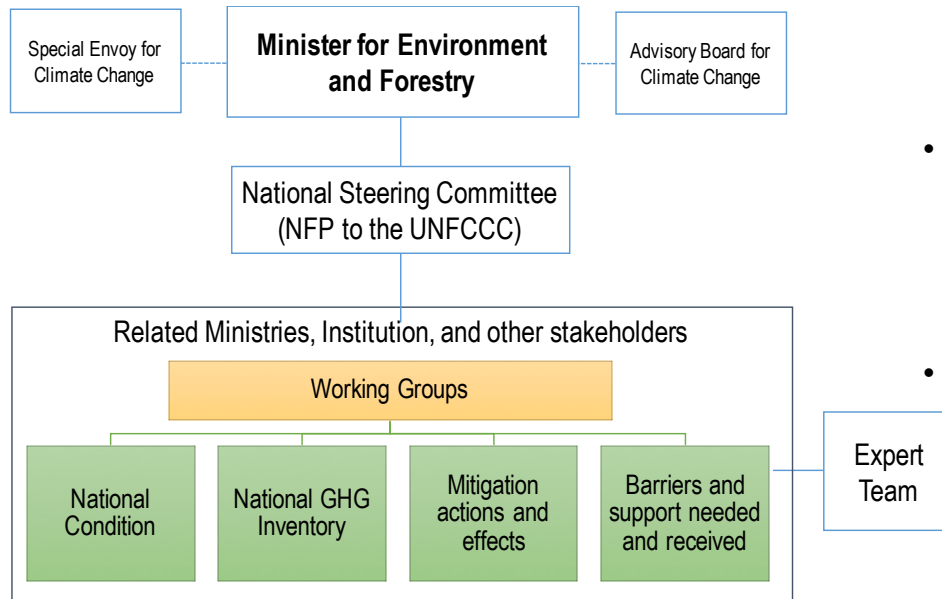 Special Envoy for
Climate Change
Minister for Environment
and Forestry
Advisory Board for
Climate Change
National Steering Committee
(NFP to the UNFCCC)
Related Ministries, Institution, and other stakeholders
Working Groups
National
Condition
National GHG
Inventory
Mitigation
actions and
effects
Barriers and
support needed
and received
Expert
Team
•
•